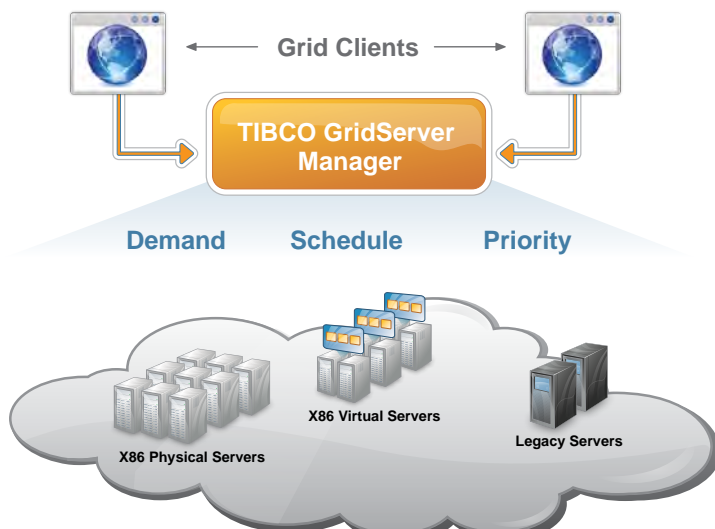 Grid Clients
TIBCO GridServer
Manager
Demand Schedule Priority
X86 Virtual Servers
Legacy Servers
X86 Physical Servers